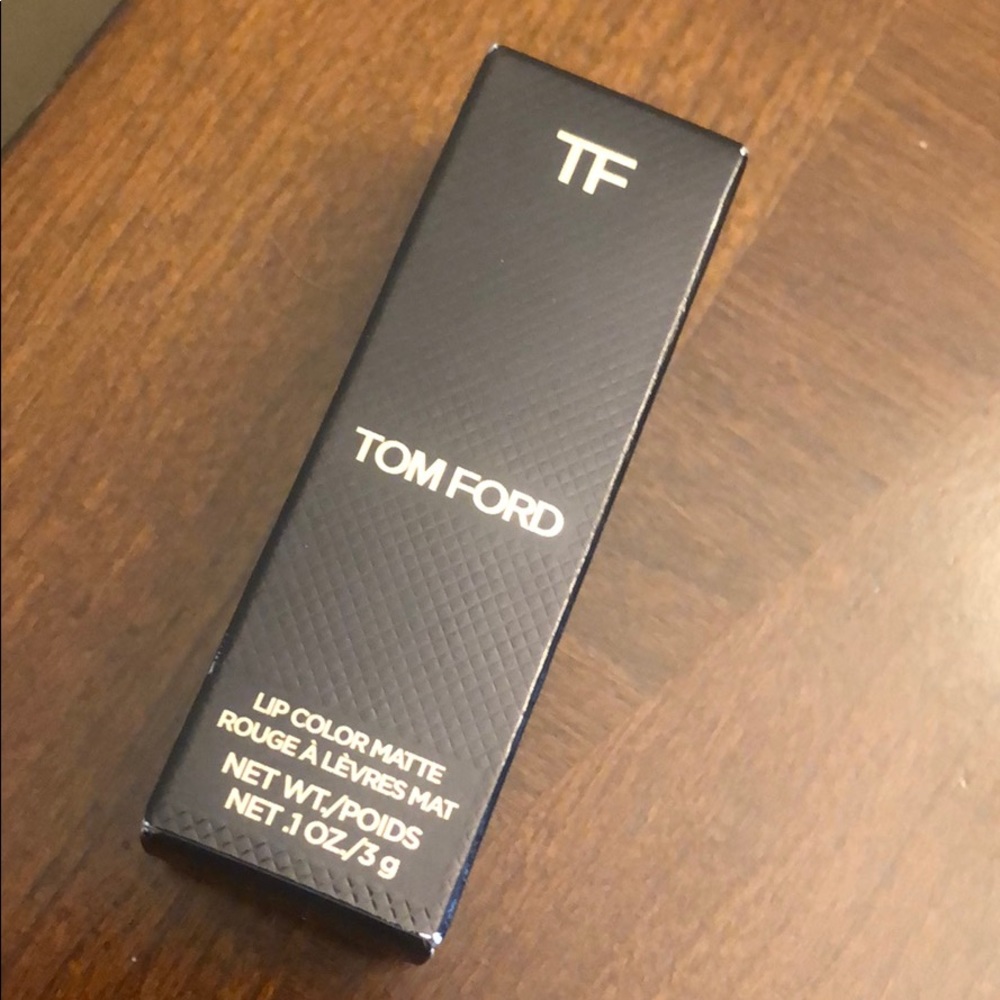 TF
TOM FORD
LIP COLOR MATTE
ROUGE À LÈVRES MAT
NET WT./POIDS
NET .1 OZ./3 g